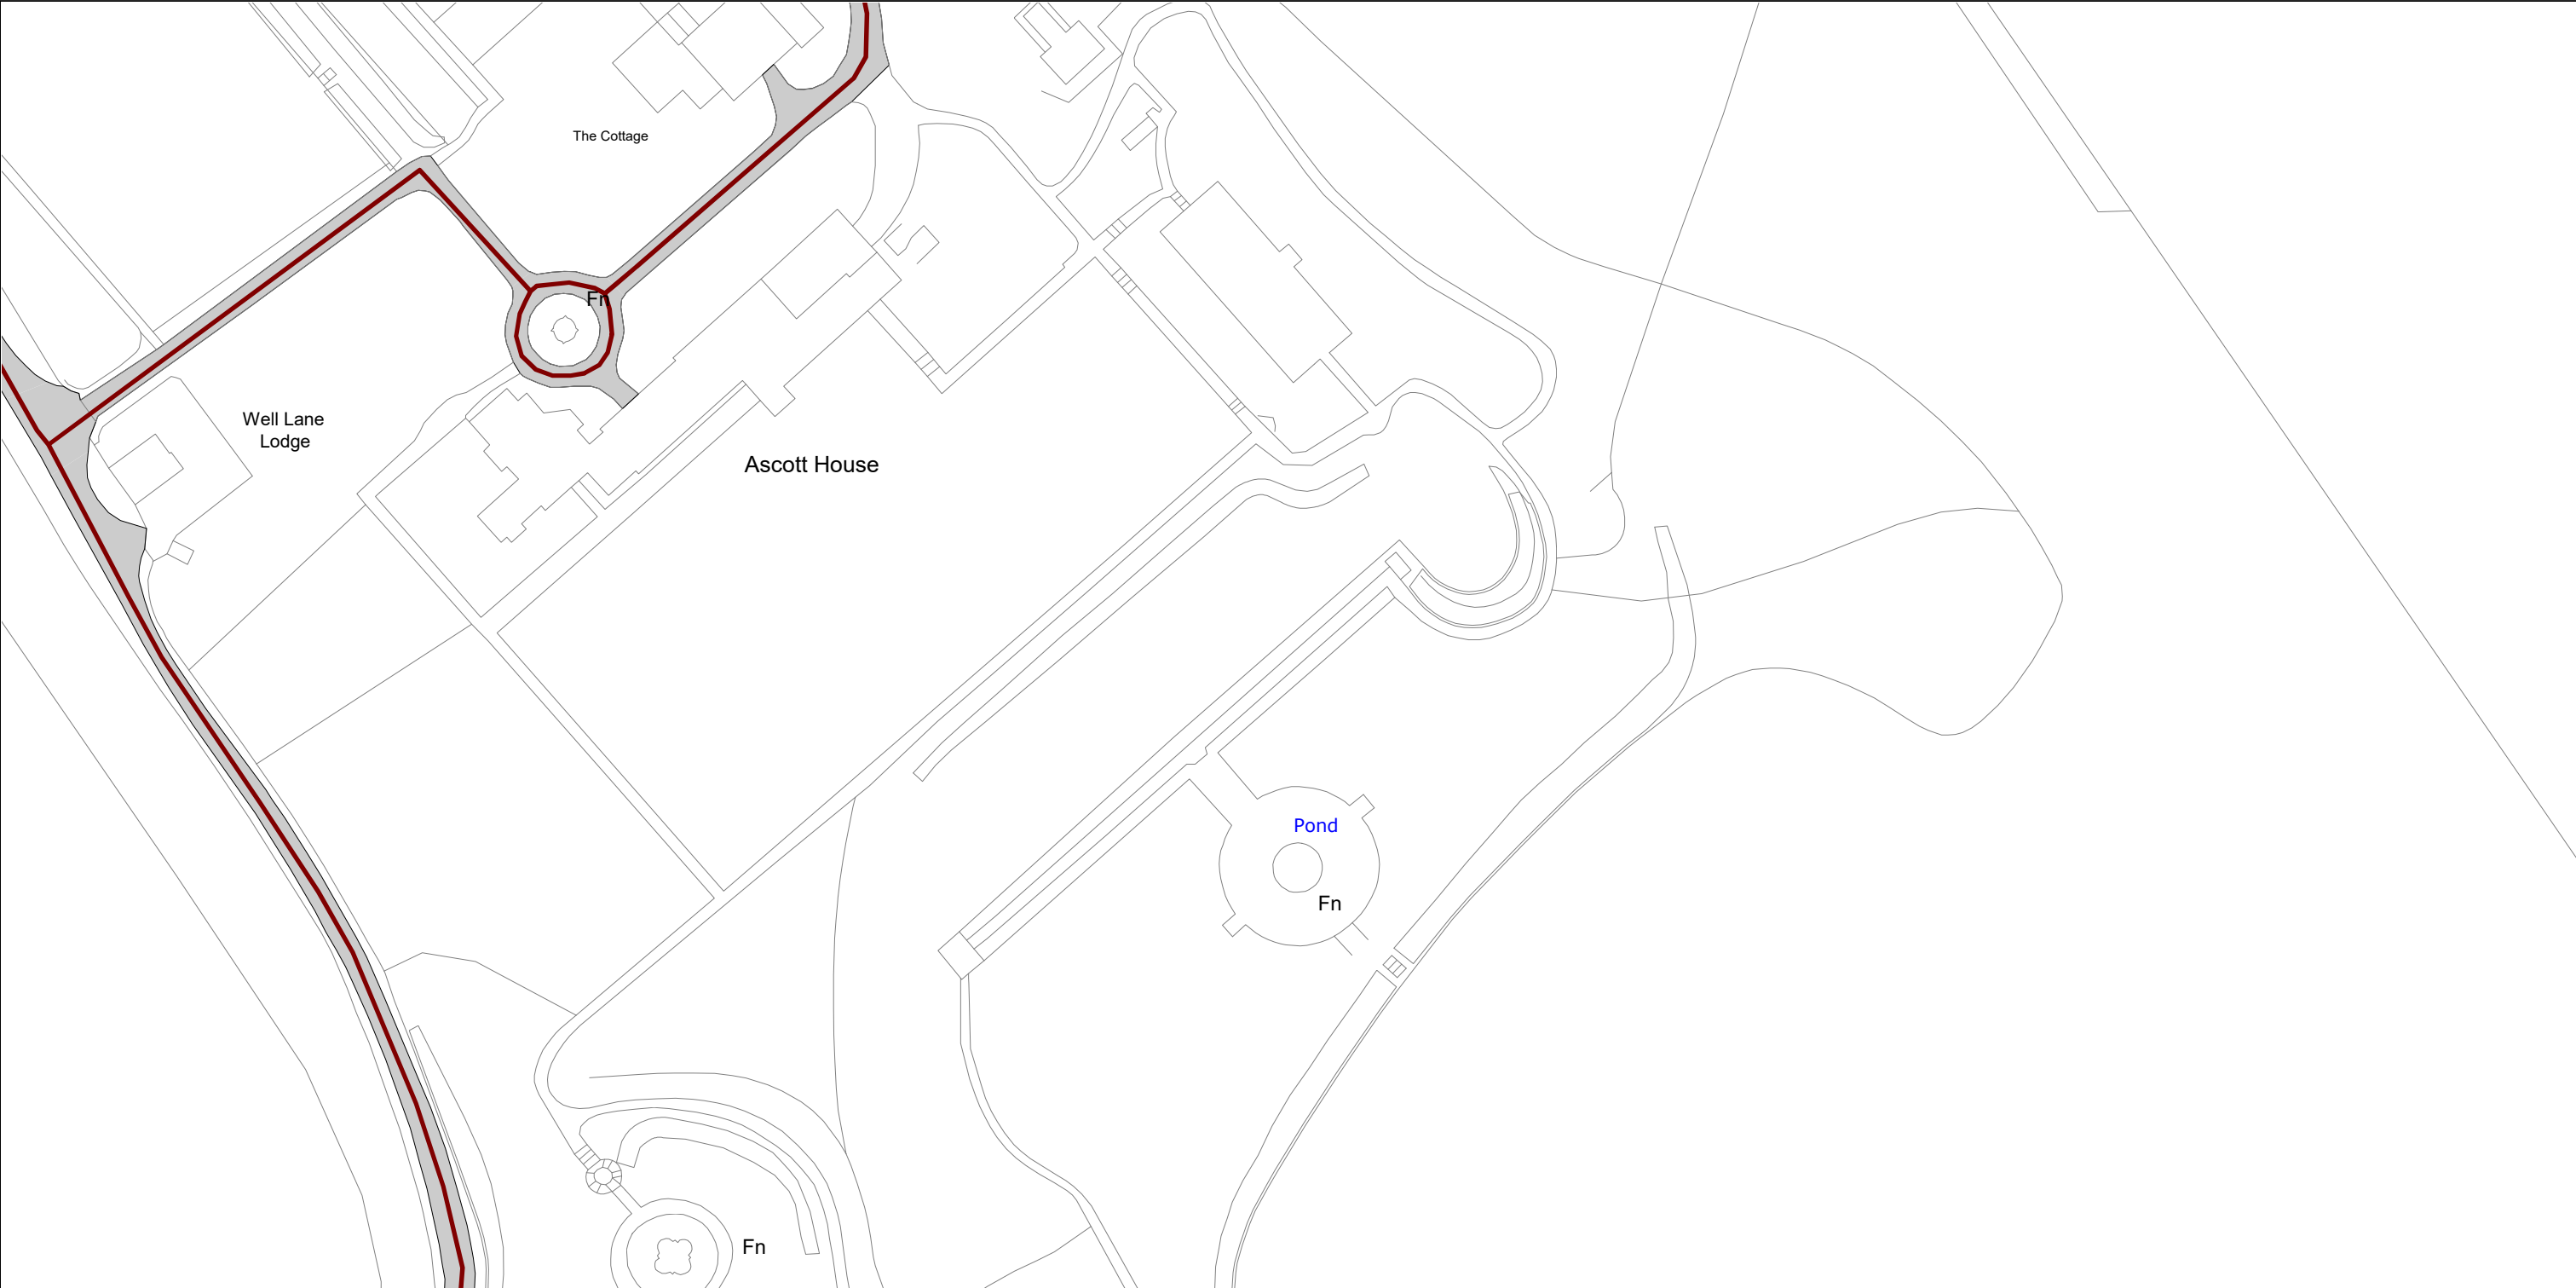 The Cottage
Fn
Well Lane
Lodge
Ascott House
Pond
Fn
Fn